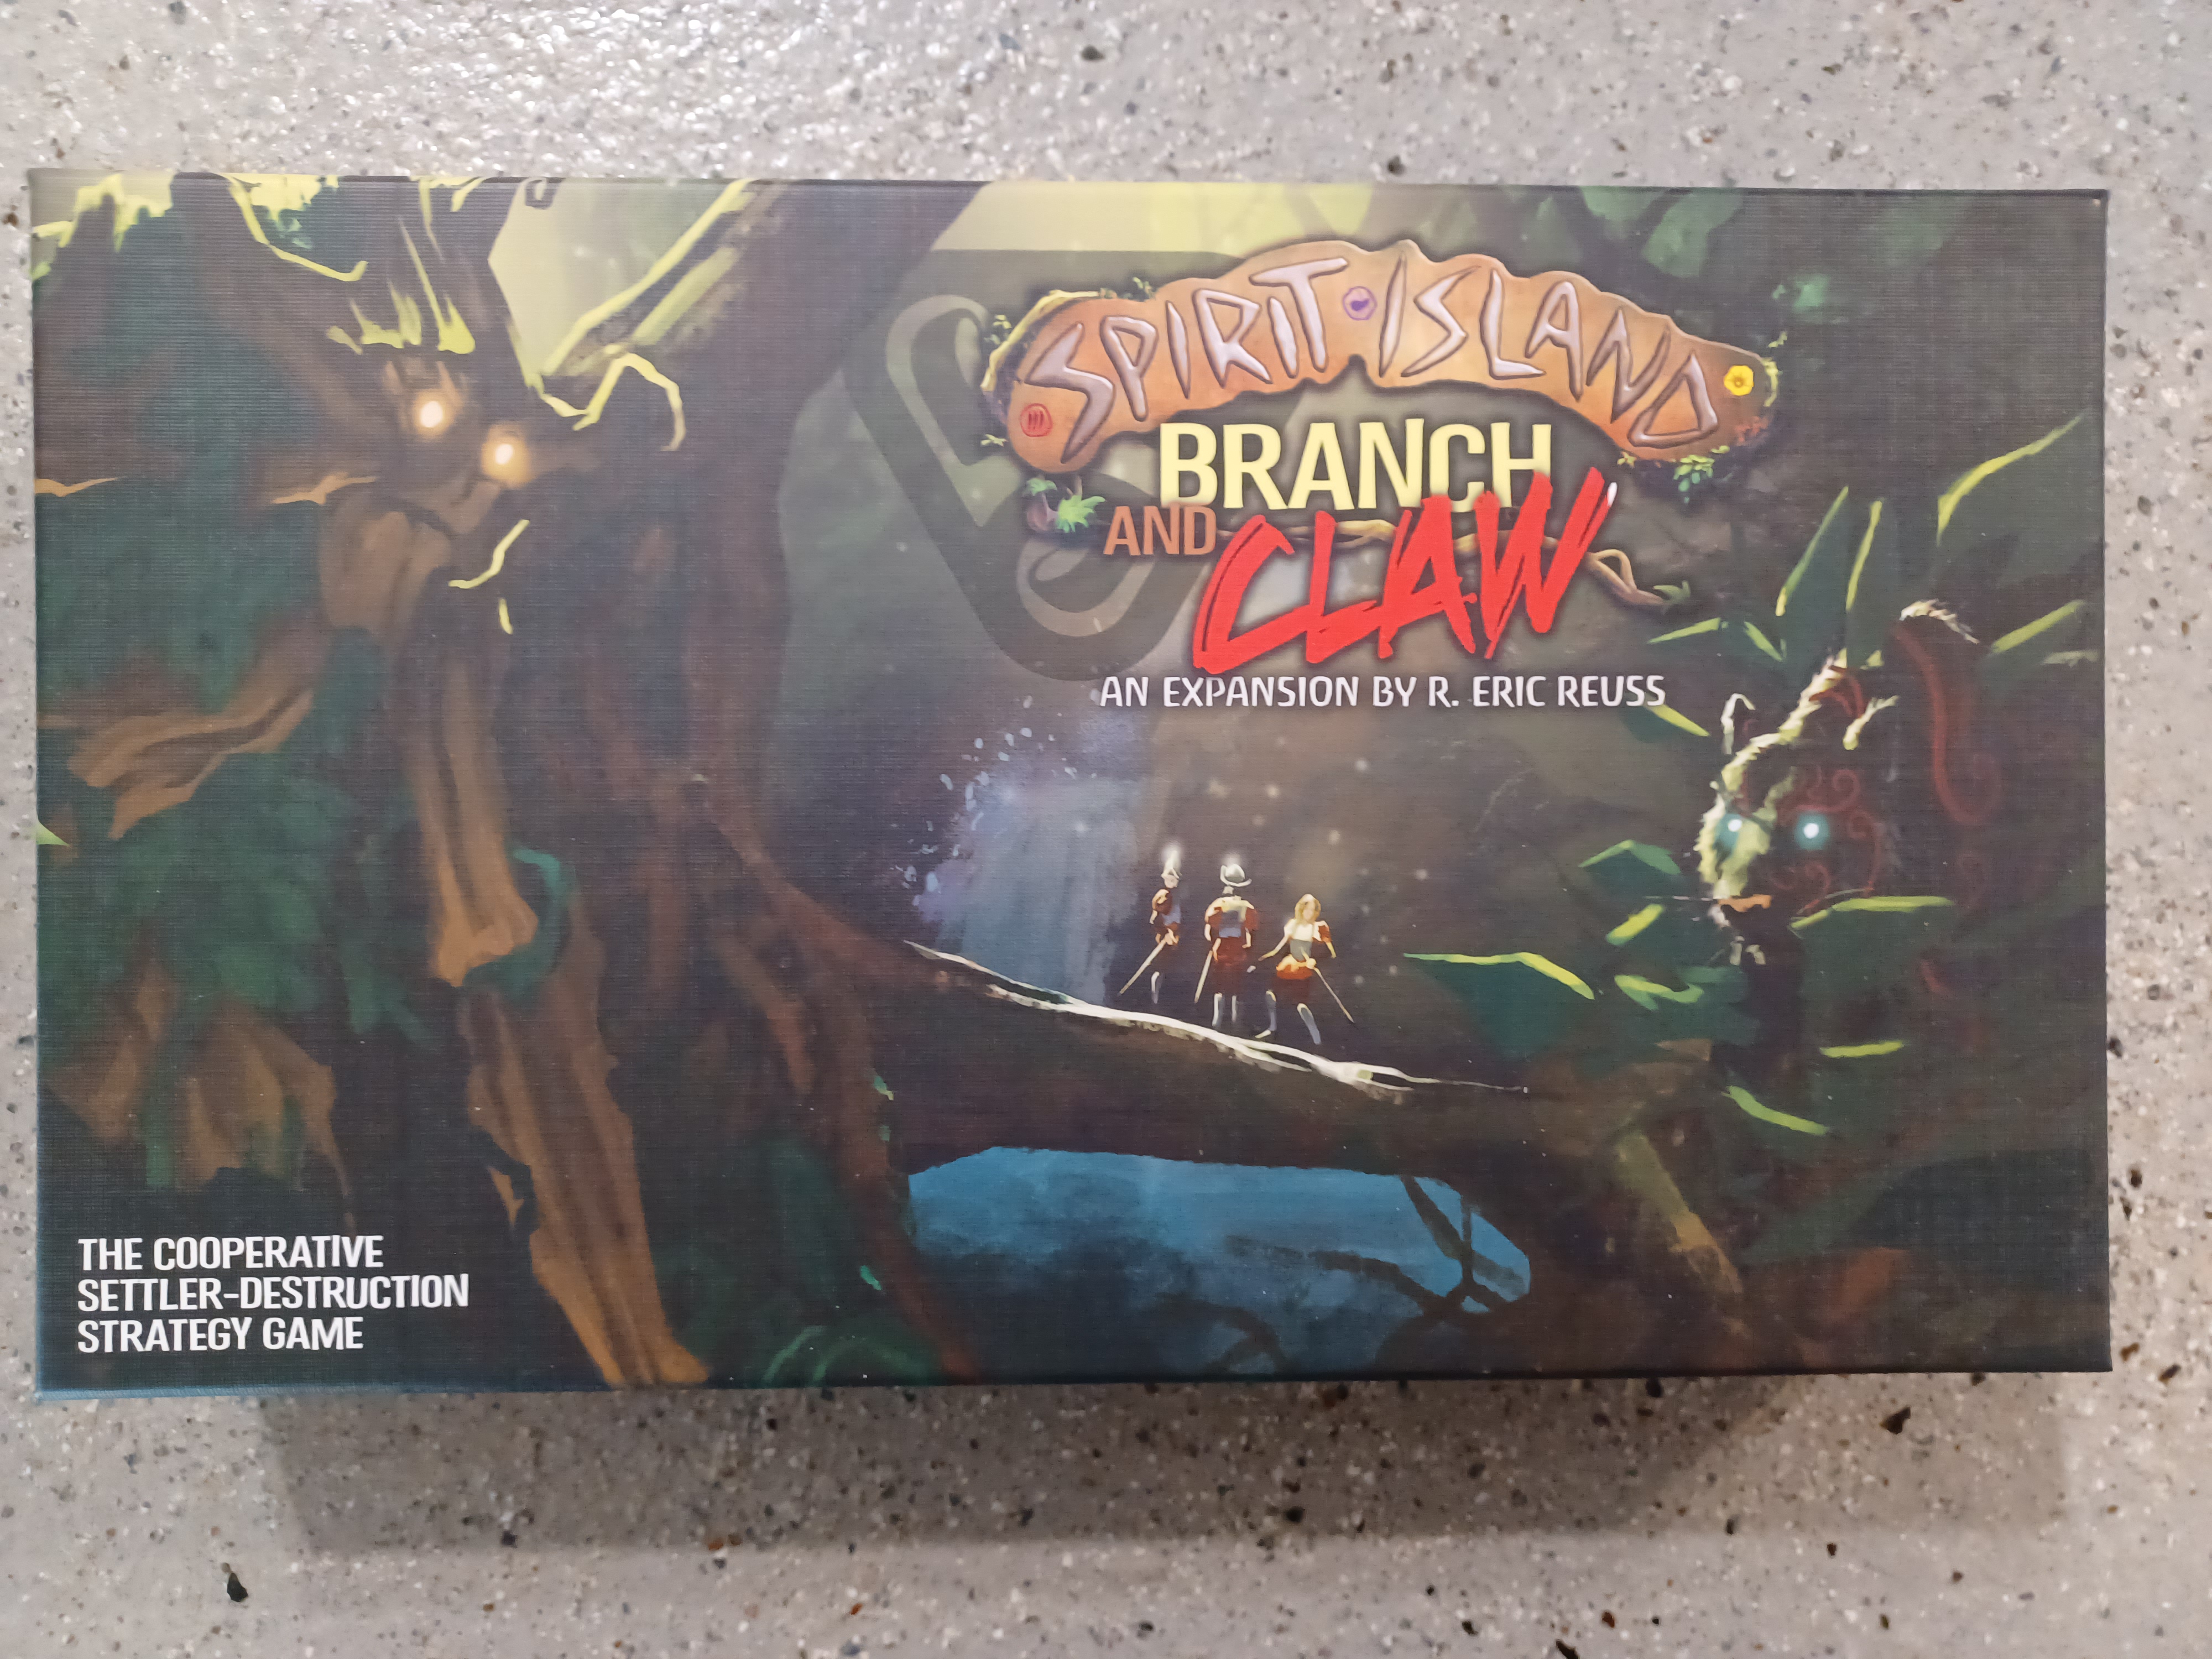 SPIRIT ISLAND
BRANCH
AND CLAW
AN EXPANSION BY R. ERIC REUSS
THE COOPERATIVE
SETTLER-DESTRUCTION
STRATEGY GAME